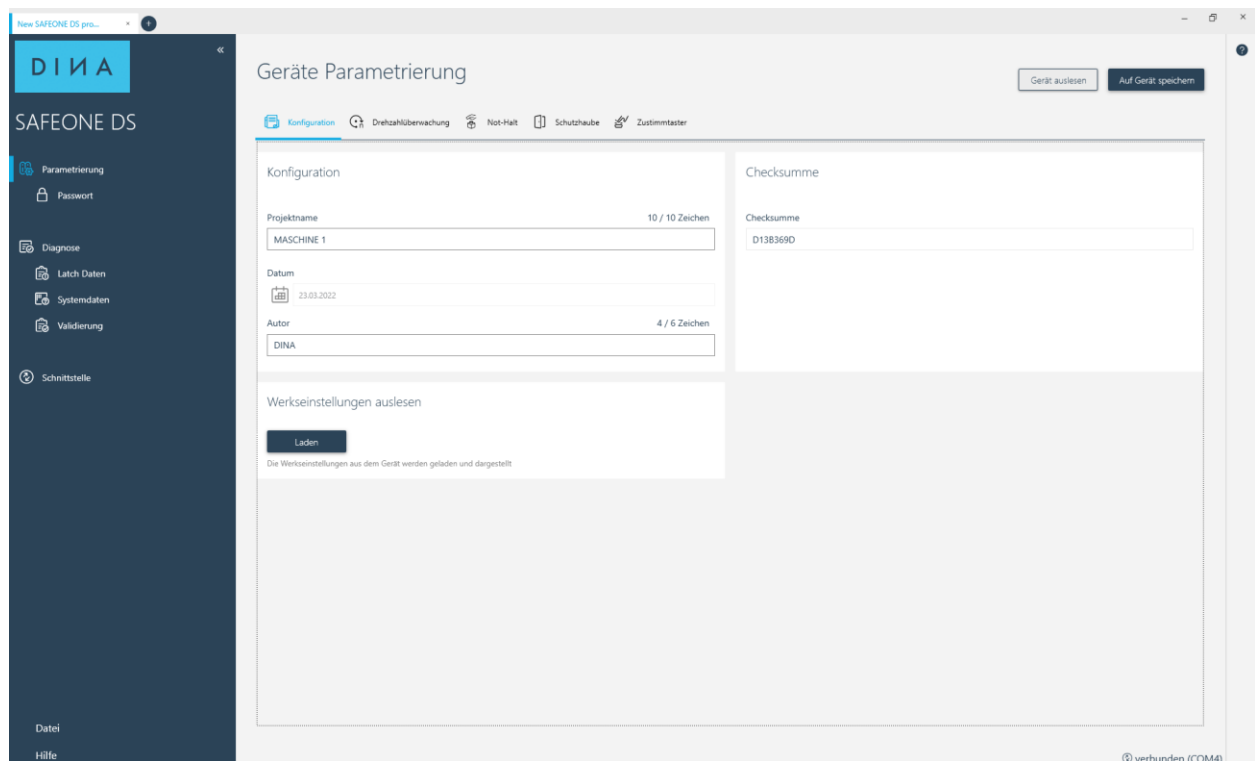 New SAFEONE DS pro...
DINA
SAFEONE DS
Parametrierung
Passwort
Diagnose
Latch Daten
Systemdaten
Validierung
Schnittstelle
Datei
Hilfe
Geräte Parametrierung
Gerät auslesen
Auf Gerät speichern
Konfiguration
Drehzahlüberwachung
Not-Halt
Schutzhaube
Zustimmtaster
Konfiguration
Projektname 10 / 10 Zeichen
MASCHINE 1
Datum
23.03.2022
Autor 4 / 6 Zeichen
DINA
Checksumme
Checksumme
D13B369D
Werkseinstellungen auslesen
Laden
Die Werkseinstellungen aus dem Gerät werden geladen und dargestellt
verbunden (COM4)